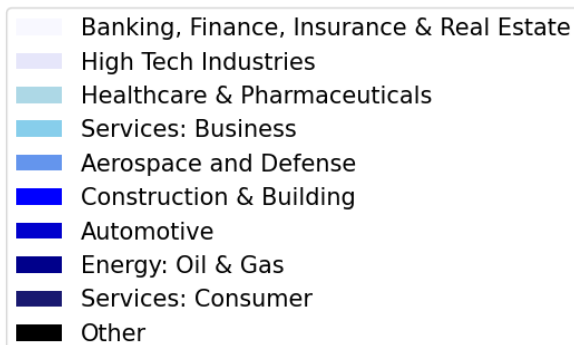 Banking, Finance, Insurance & Real Estate
High Tech Industries
Healthcare & Pharmaceuticals
Services: Business
Aerospace and Defense
Construction & Building
Automotive
Energy: Oil & Gas
Services: Consumer
Other